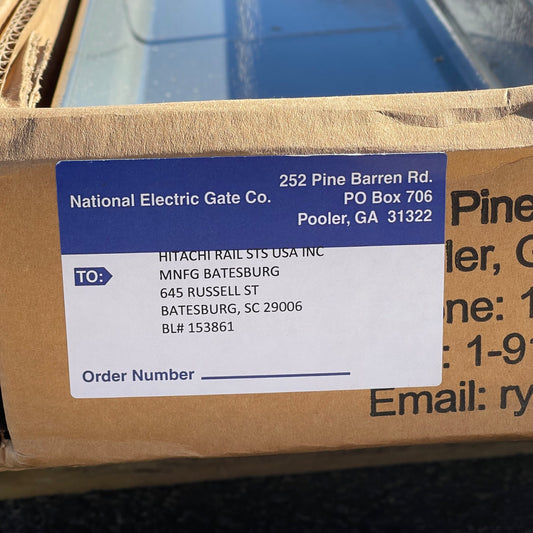 National Electric Gate Co.
252 Pine Barren Rd.
PO Box 706
Pooler, GA 31322
TO:
HITACHI RAIL STS USA INC
MNFG BATESBURG
645 RUSSELL ST
BATESBURG, SC 29006
BL# 153861
Order Number
Pine
ler, G
ne: 1
: 1-91
Email: ry